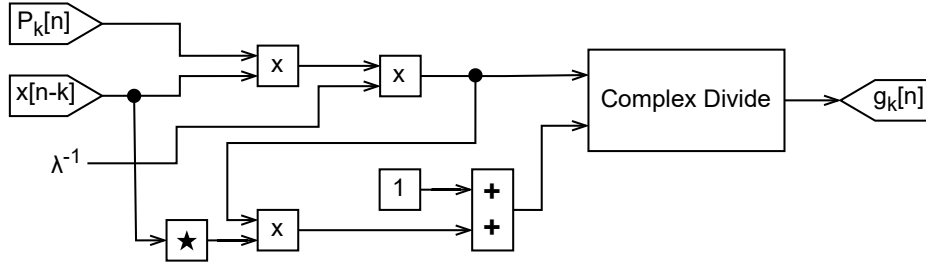 P_k[n]
x
x
x[n-k]
Complex Divide
g_k[n]
λ^-1
1
+
+
★
x